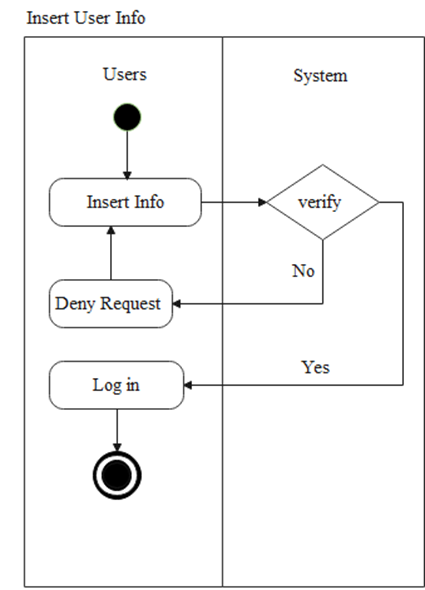 Insert User Info
Users
System
Insert Info
verify
No
Deny Request
Yes
Log in